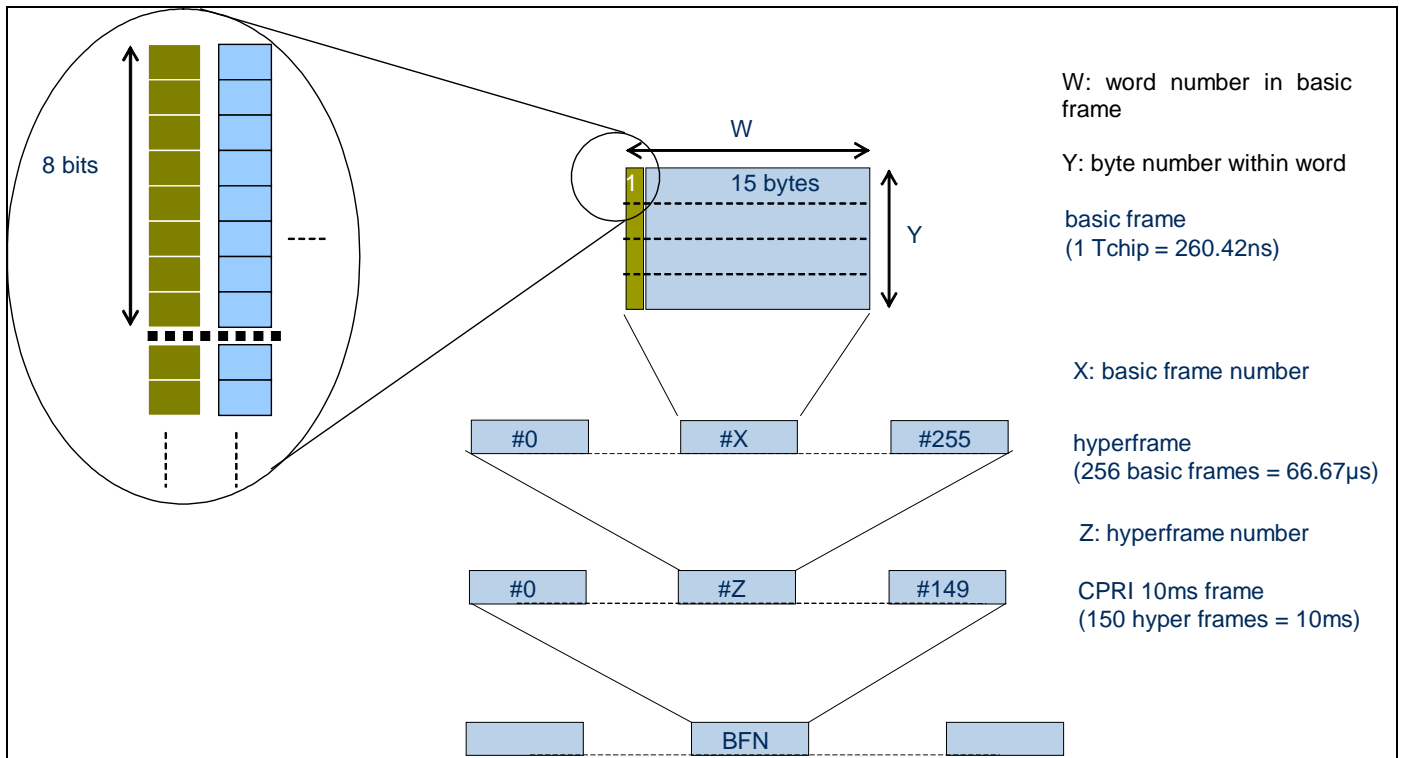 8 bits
W
1
15 bytes
Y
W: word number in basic
frame
Y: byte number within word
basic frame
(1 Tchip = 260.42ns)
X: basic frame number
#0
#X
#255
hyperframe
(256 basic frames = 66.67µs)
Z: hyperframe number
#0
#Z
#149
CPRI 10ms frame
(150 hyper frames = 10ms)
BFN